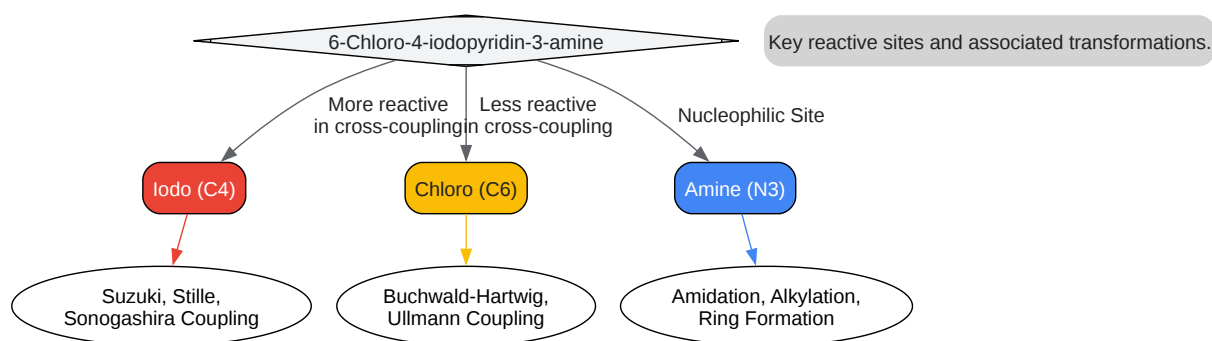 6-Chloro-4-iodopyridin-3-amine
Key reactive sites and associated transformations.
More reactive
in cross-coupling
Less reactive
in cross-coupling
Nucleophilic Site
Iodo (C4)
Chloro (C6)
Amine (N3)
Suzuki, Stille,
Sonogashira Coupling
Buchwald-Hartwig,
Ullmann Coupling
Amidation, Alkylation,
Ring Formation